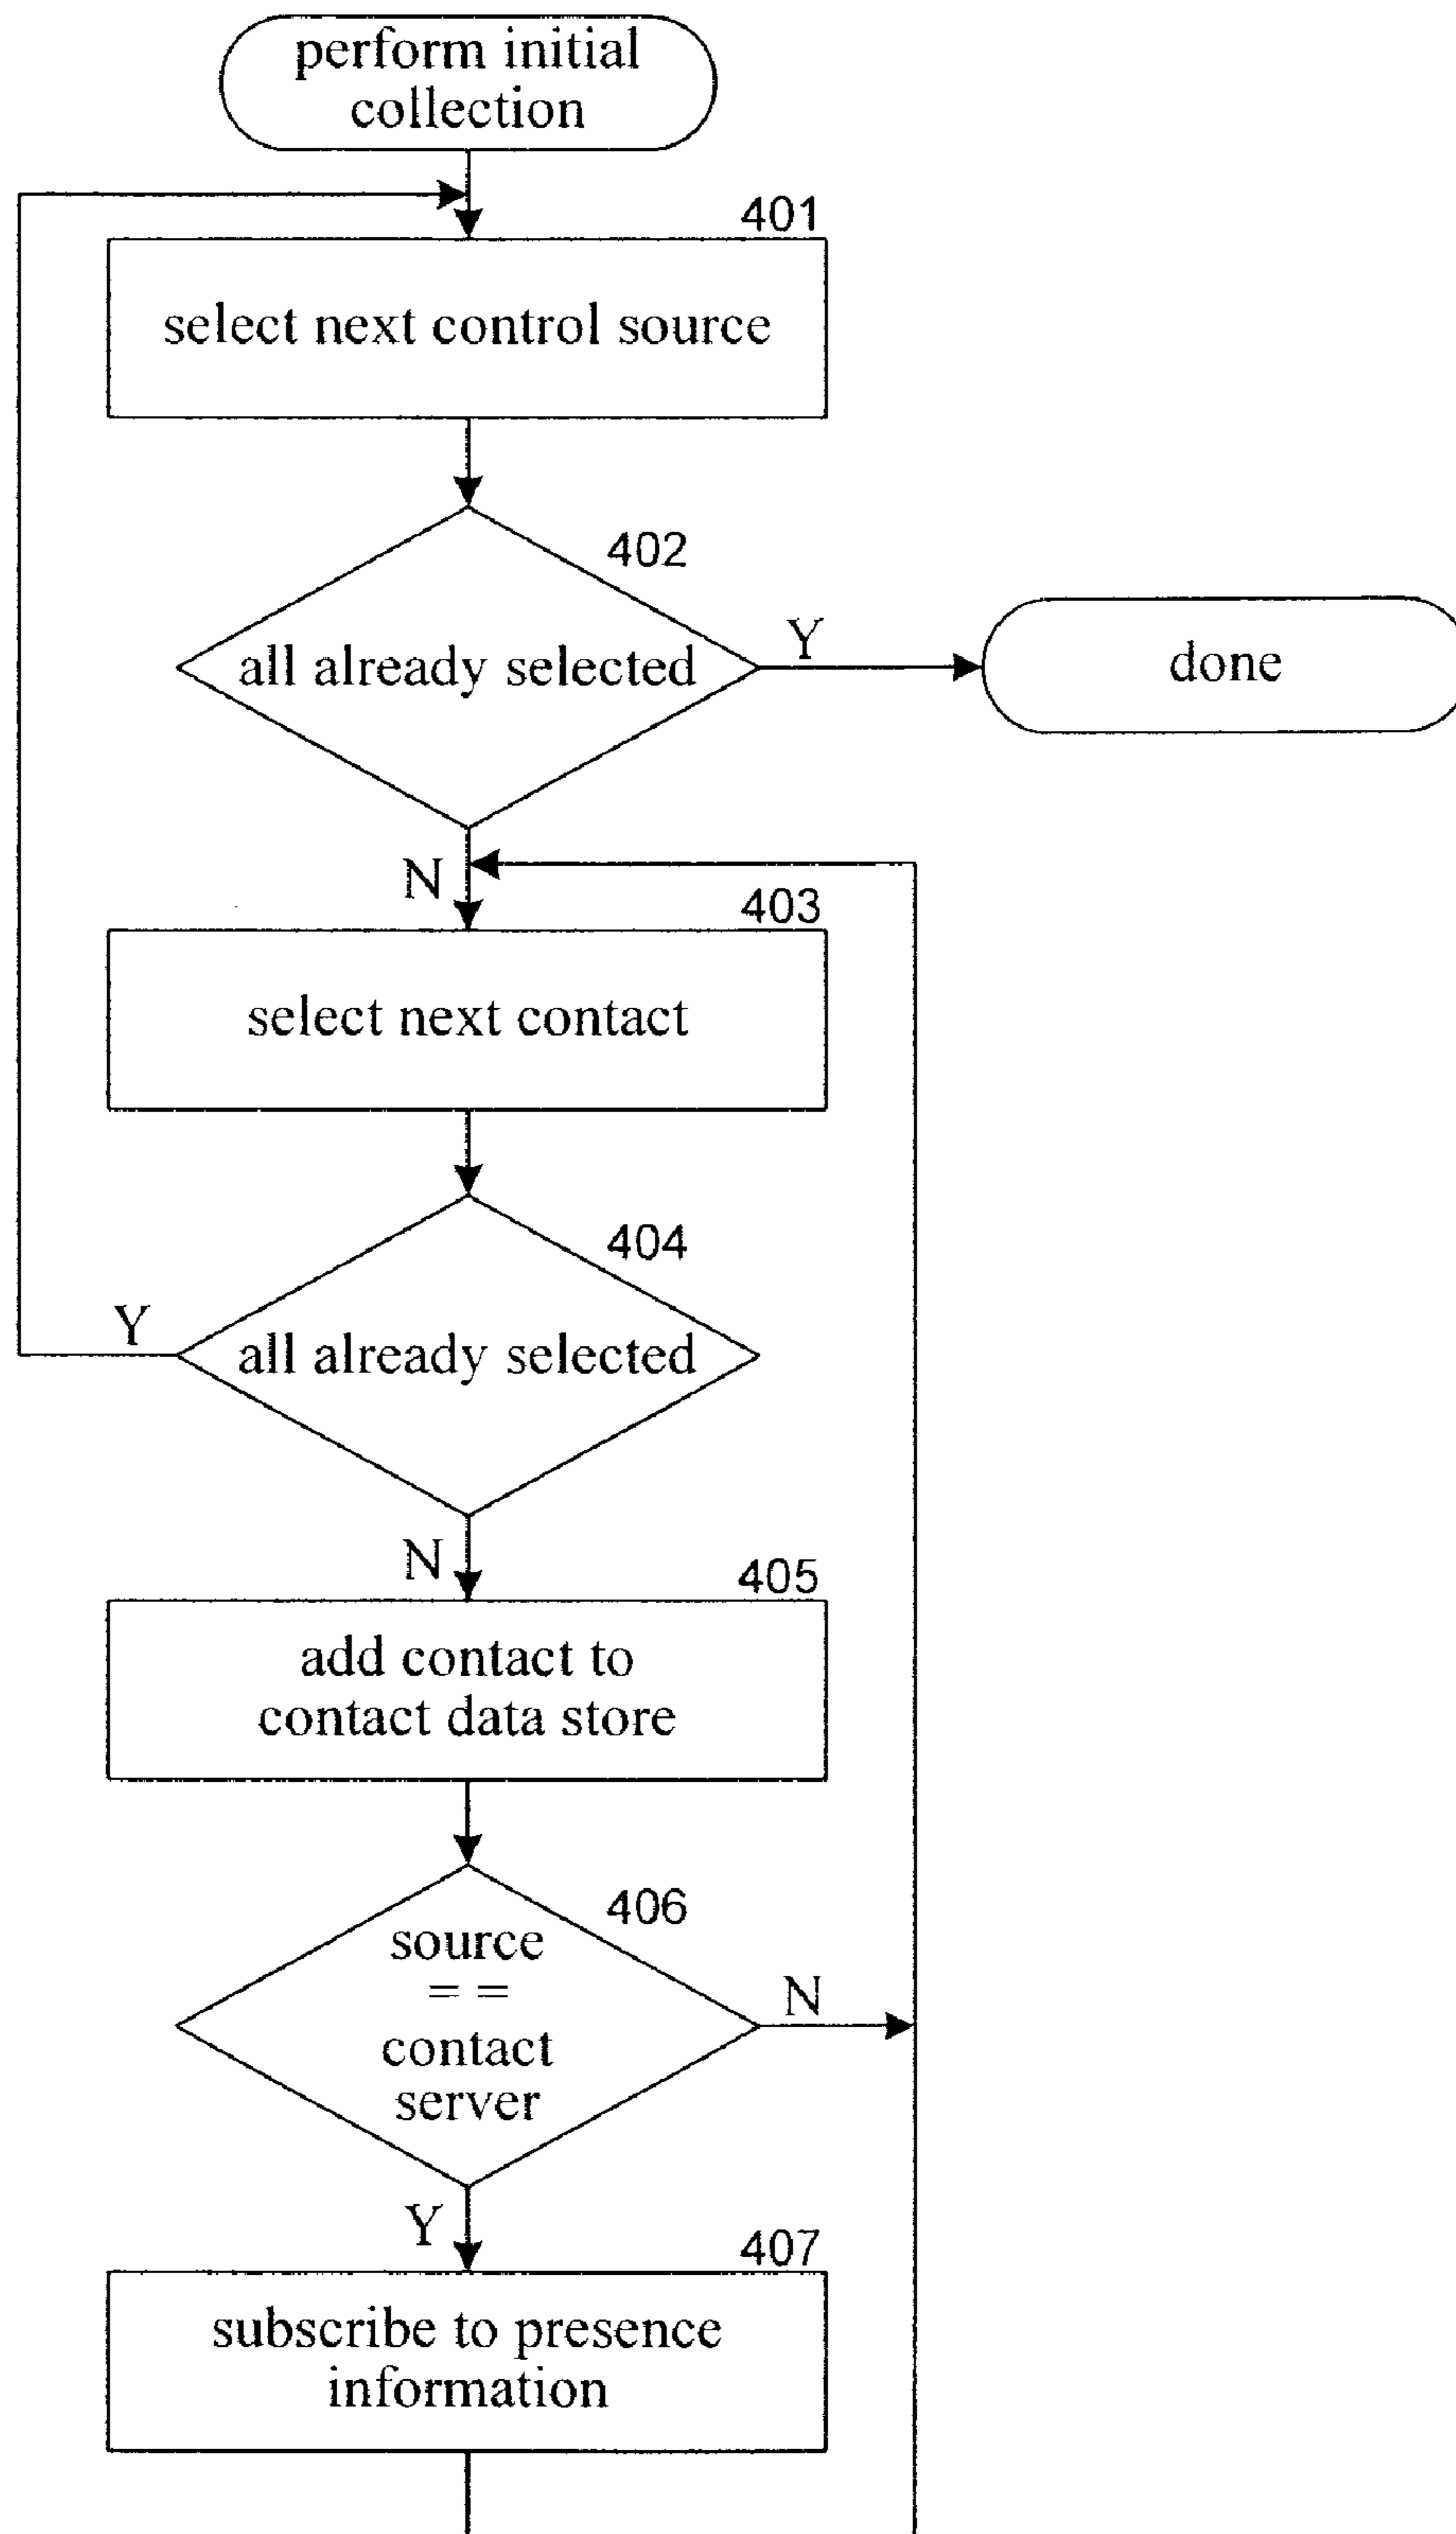 perform initial
collection
401
select next control source
402
all already selected
Y
done
N
403
select next contact
404
all already selected
Y
N
405
add contact to
contact data store
406
source
= =
contact
server
N
Y
407
subscribe to presence
information